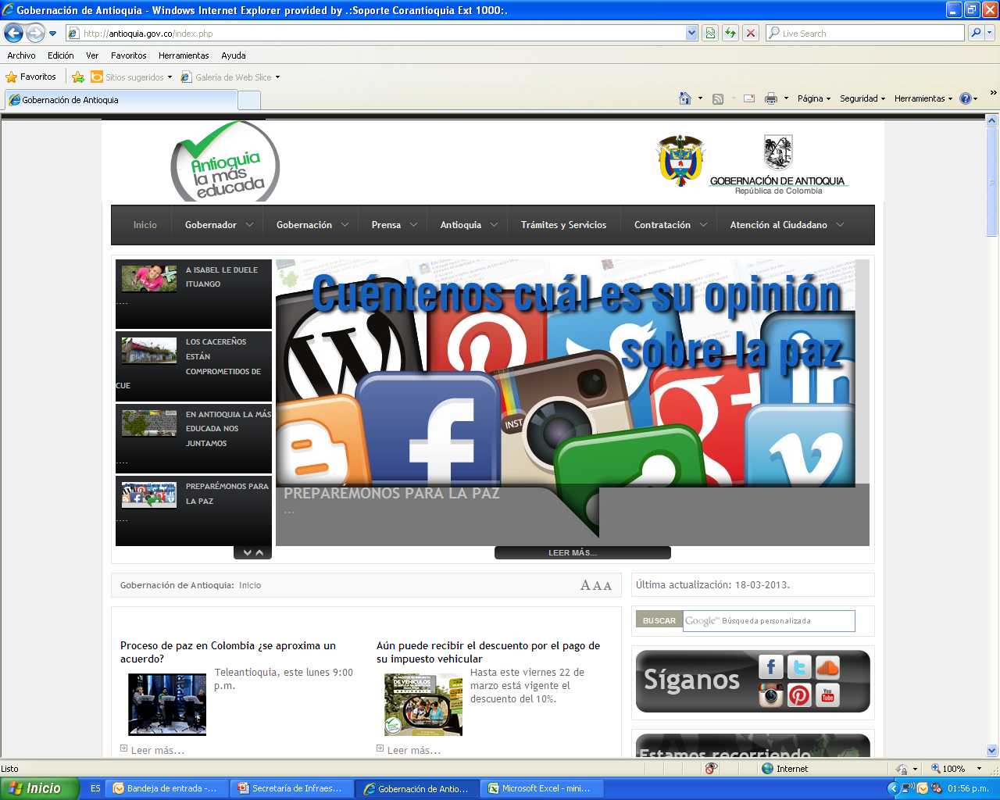 Gobernación de Antioquia - Windows Internet Explorer provided by .:Soporte Corantioquia Ext 1000:.
http://antioquia.gov.co/index.php
Live Search
Archivo Edición Ver Favoritos Herramientas Ayuda
Favoritos Sitios sugeridos Galería de Web Slice
Gobernación de Antioquia
Página Seguridad Herramientas
Antioquia
la más
educada
GOBERNACIÓN DE ANTIOQUIA
República de Colombia
Inicio Gobernador Gobernación Prensa Antioquia Trámites y Servicios Contratación Atención al Ciudadano
A ISABEL LE DUELE
ITUANGO
....
LOS CACEREÑOS
ESTÁN
COMPROMETIDOS DE
CUE
EN ANTIOQUIA LA MÁS
EDUCADA NOS
JUNTAMOS
....
PREPARÉMONOS PARA
LA PAZ
....
Cuéntenos cuál es su opinión
sobre la paz
INST
PREPARÉMONOS PARA LA PAZ
...
LEER MÁS...
Gobernación de Antioquia: Inicio
A A A
Última actualización: 18-03-2013.
BUSCAR Google™ Búsqueda personalizada
Proceso de paz en Colombia ¿se aproxima un
acuerdo?
Teleantioquia, este lunes 9:00
p.m.
Leer más...
Aún puede recibir el descuento por el pago de
su impuesto vehicular
Hasta este viernes 22 de
marzo está vigente el
descuento del 10%.
Leer más...
Síganos
You
Tube
Estamos recorriendo
Listo
Internet
100%
Inicio
ES
Bandeja de entrada -...
Secretaría de Infraes...
Gobernación de Antio...
Microsoft Excel - mini...
01:56 p.m.